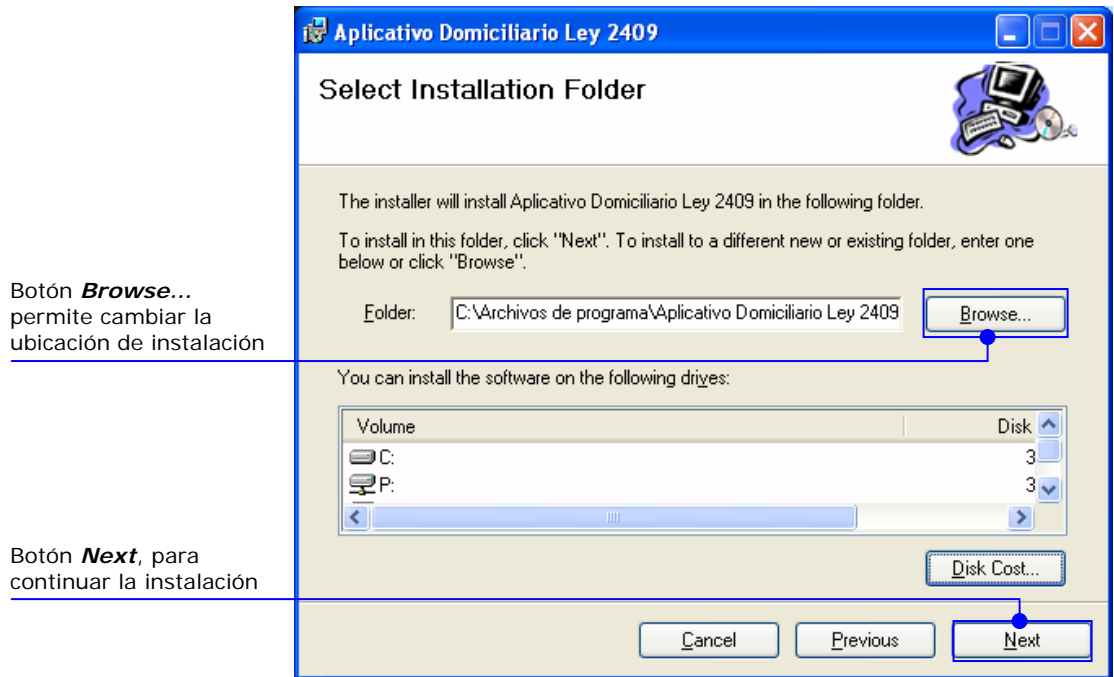 Aplicativo Domiciliario Ley 2409
Select Installation Folder
The installer will install Aplicativo Domiciliario Ley 2409 in the following folder.
To install in this folder, click "Next". To install to a different new or existing folder, enter one
below or click "Browse".
Botón Browse...
permite cambiar la
ubicación de instalación
Folder: C:\Archivos de programa\Aplicativo Domiciliario Ley 2409 Browse...
You can install the software on the following drives:
Volume Disk
C: 3
P: 3
Botón Next, para
continuar la instalación
Disk Cost...
Cancel Previous Next